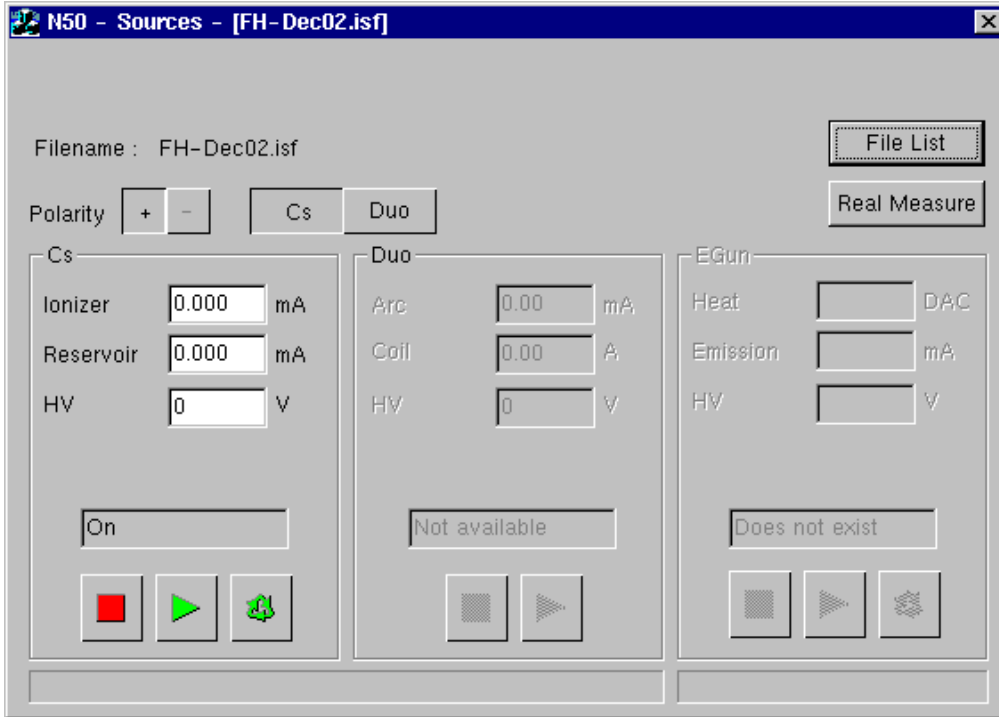 N50 - Sources - [FH-Dec02.isf]
Filename : FH-Dec02.isf
File List
Polarity + - Cs Duo
Real Measure
Cs
Ionizer 0.000 mA
Reservoir 0.000 mA
HV 0 V
On
Duo
Arc 0.00 mA
Coil 0.00 A
HV 0 V
Not available
EGun
Heat DAC
Emission mA
HV V
Does not exist